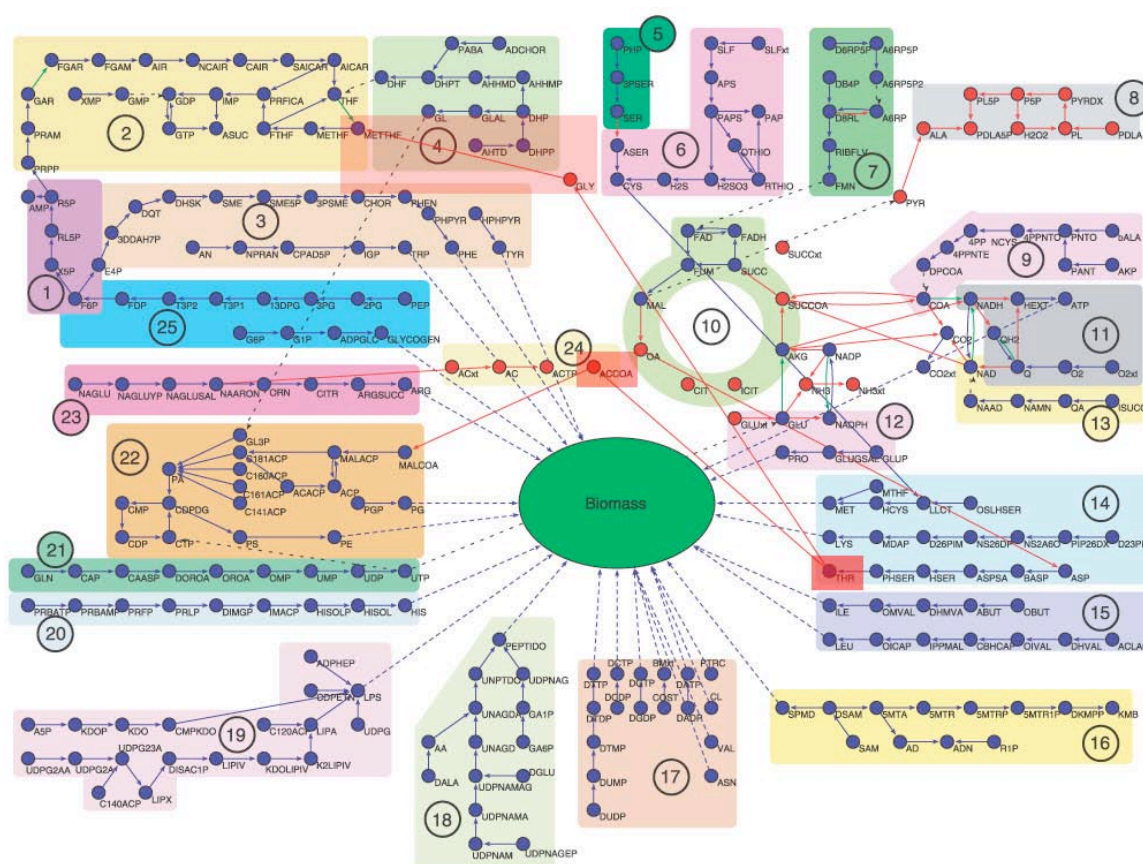 PHP
5
SLF
SLFxt
D6RP5P
A6RP5P
PABA
ADCHOR
FGAR
FGAM
AIR
NCAIR
CAIR
SAICAR
AICAR
DHF
DHPT
AHHMD
AHHMP
3PSER
APS
DB4P
A6RP5P2
PL5P
P5P
PYRDX
8
GAR
XMP
GMP
GDP
IMP
PRFICA
THF
GL
GLAL
DHP
SER
PAPS
PAP
D8RL
A6RP
ALA
PDLA5P
H2O2
PL
PDLA
2
GTP
ASUC
FTHF
METHF
METTHF
4
AHTD
DHPP
ASER
6
OTHIO
RIBFLV
7
PRAM
PRPP
GLY
CYS
H2S
H2SO3
RTHIO
FMN
PYR
AMP
R5P
DQT
DHSK
SME
SME5P
3PSME
CHOR
PHEN
3
PHPYR
HPHPYR
RL5P
3DDAH7P
AN
NPRAN
CPAD5P
IGP
TRP
PHE
TYR
FAD
FADH
SUCCxt
4PP
NCYS
4PPNTO
PNTO
bALA
4PPNTE
9
PANT
AKP
DPCOA
1
X5P
E4P
FUM
SUCC
F6P
FDP
T3P2
T3P1
13DPG
3PG
2PG
PEP
MAL
10
SUCCOA
COA
NADH
HEXT
ATP
25
G6P
G1P
ADPGLC
GLYCOGEN
OA
AKG
NADP
CO2
QH2
11
CO2xt
NAD
Q
O2
O2xt
24
ACxt
AC
ACTP
ACCOA
CIT
ICIT
NH3
NH3xt
NAGLU
NAGLUYP
NAGLUSAL
NAARON
ORN
CITR
ARGSUCC
ARG
23
NAAD
NAMN
QA
ISUCC
13
GLUxt
GLU
NADPH
12
22
GL3P
C181ACP
MALACP
MALCOA
PRO
GLUGSAL
GLUP
PA
C160ACP
C161ACP
ACACP
ACP
C141ACP
PGP
PG
Biomass
MTHF
MET
HCYS
LLCT
OSLHSER
14
CMP
CDPDG
CDP
CTP
PS
PE
LYS
MDAP
D26PIM
NS26DP
NS2A6O
PIP26DX
D23PI
21
GLN
CAP
CAASP
DOROA
OROA
OMP
UMP
UDP
UTP
THR
PHSER
HSER
ASPSA
BASP
ASP
PRBATP
PRBAMP
PRFP
PRLP
DIMGP
IMACP
HISOLP
HISOL
HIS
20
ILE
OMVAL
DHMVA
ABUT
OBUT
15
LEU
OICAP
IPPMAL
CBHCAP
OIVAL
DHVAL
ACLA
ADPHEP
PEPTIDO
DCTP
BMH
PTRC
LPS
UNPTDO
UDPNAG
DTTP
DGTP
DATP
DCDP
COST
CL
UDPG
A5P
KDOP
KDO
CMPKDO
19
C120ACP
LIPA
UNAGDA
GA1P
DTDP
DGDP
DADR
SPMD
DSAM
5MTA
5MTR
5MTRP
5MTR1P
DKMPP
KMB
AA
UNAGD
GA6P
DTMP
VAL
SAM
AD
ADN
R1P
16
UDPG2AA
UDPG2A
UDPG23A
DISAC1P
LIPIV
KDOLIPIV
K2LIPIV
DALA
DGLU
UDPNAMAG
DUMP
17
ASN
C140ACP
LIPX
18
UDPNAMA
DUDP
UDPNAM
UDPNAGEP